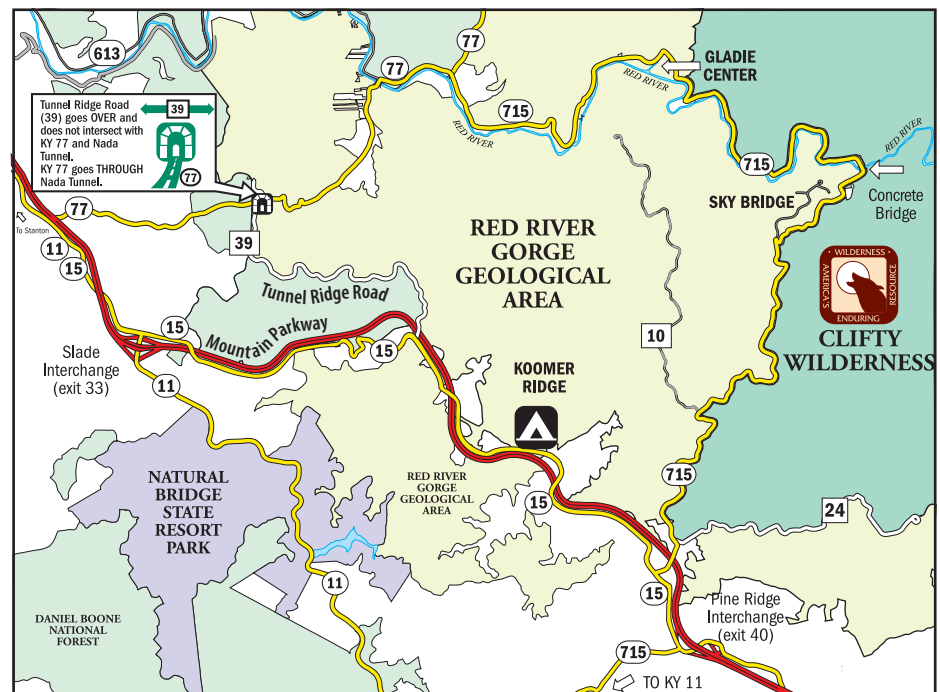 613
77
77
GLADIE
CENTER
RED RIVER
Tunnel Ridge Road
(39) goes OVER and
does not intersect with
KY 77 and Nada
Tunnel.
KY 77 goes THROUGH
Nada Tunnel.
39
77
715
RED RIVER
RED RIVER
715
SKY BRIDGE
Concrete
Bridge
77
To Stanton
11
15
39
RED RIVER
GORGE
GEOLOGICAL
AREA
WILDERNESS
AMERICA'S
RESOURCE
ENDURING
CLIFTY
WILDERNESS
Tunnel Ridge Road
Mountain Parkway
15
15
10
Slade
Interchange
(exit 33)
11
KOOMER
RIDGE
NATURAL
BRIDGE
STATE
RESORT
PARK
RED RIVER
GORGE
GEOLOGICAL
AREA
715
15
24
11
15
Pine Ridge
Interchange
(exit 40)
DANIEL BOONE
NATIONAL
FOREST
715
TO KY 11